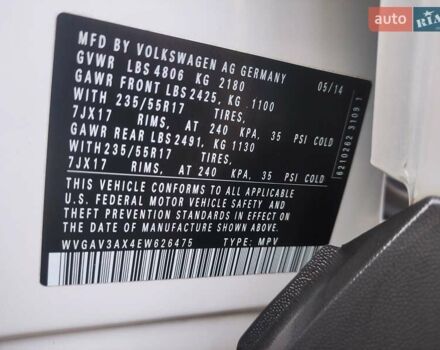 auto RIA
MFD BY VOLKSWAGEN AG GERMANY
GVWR LBS 4806 KG 2180 05/14
GAWR FRONT LBS 2425, KG .1100
WITH 235/55R17 TIRES,
7JX17 RIMS, AT 240 KPA, 35 PSI COLD
GAWR REAR LBS 2491, KG 1130
WITH 235/55R17 TIRES,
7JX17 RIMS, AT 240 KPA, 35 PSI COLD
THIS VEHICLE CONFORMS TO ALL APPLICABLE
U.S. FEDERAL MOTOR VEHICLE SAFETY AND
THEFT PREVENTION STANDARDS IN EFFECT ON
THE DATE OF MANUFACTURE SHOWN ABOVE.
WVGAV3AX4EW626475 TYPE: MPV
6210262 3109 1